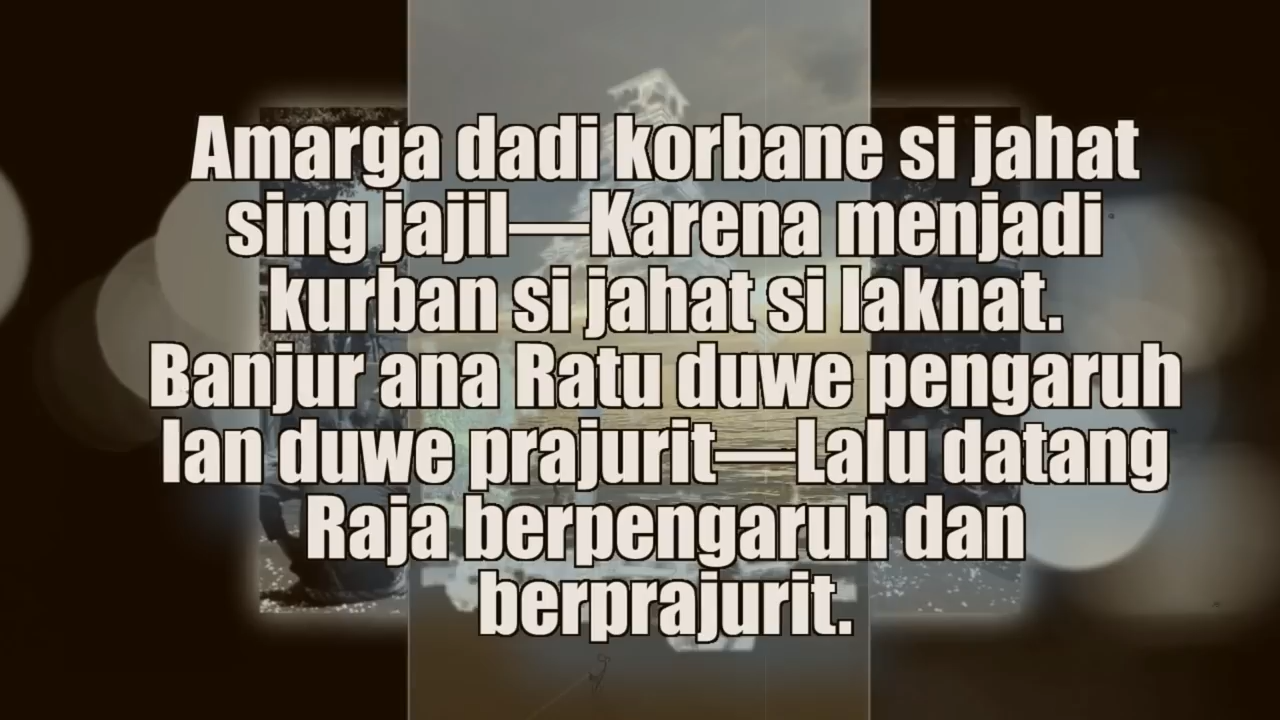 Amarga dadi korbane si jahat
sing jajil—Karena menjadi
kurban si jahat si laknat.
Banjur ana Ratu duwe pengaruh
lan duwe prajurit—Lalu datang
Raja berpengaruh dan
berprajurit.